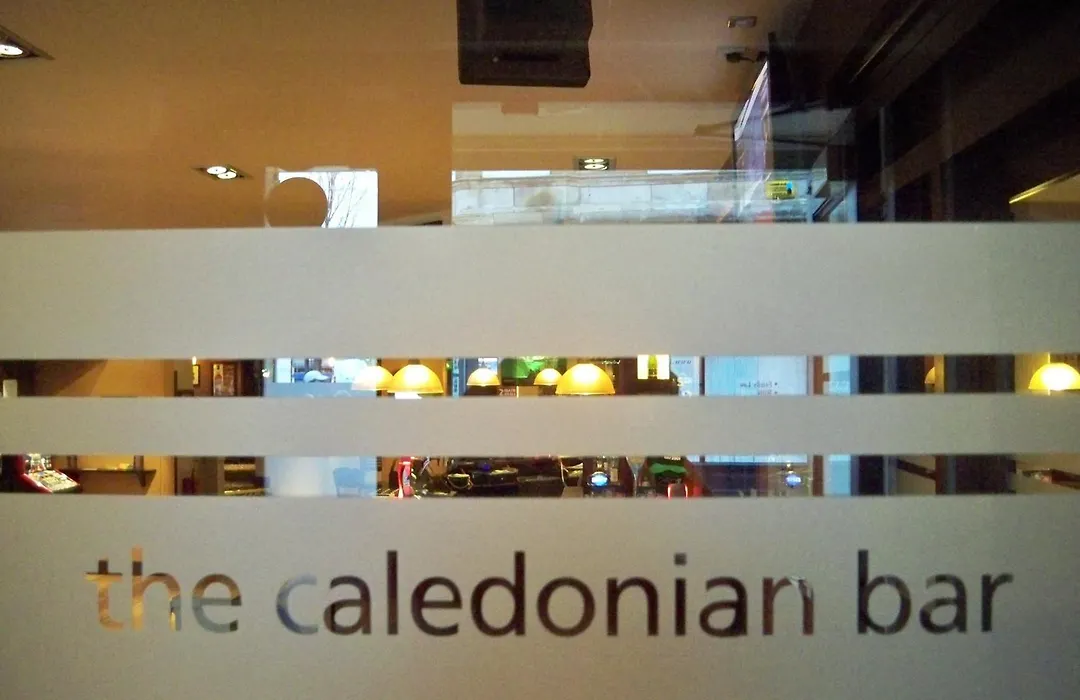 the caledonian bar